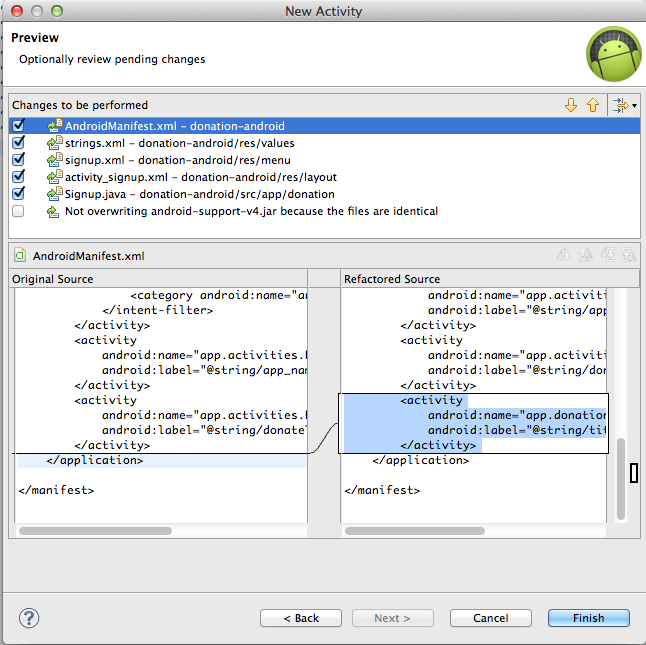 New Activity
Preview
Optionally review pending changes
Changes to be performed
AndroidManifest.xml – donation-android
strings.xml – donation-android/res/values
signup.xml – donation-android/res/menu
activity_signup.xml – donation-android/res/layout
Signup.java – donation-android/src/app/donation
Not overwriting android-support-v4.jar because the files are identical
AndroidManifest.xml
Original Source
<category android:name="ar
</intent-filter>
</activity>
<activity
android:name="app.activities.
android:label="@string/app_na
</activity>
<activity
android:name="app.activities.
android:label="@string/donate
</activity>
</application>
</manifest>
Refactored Source
android:name="app.activiti
android:label="@string/app
</activity>
<activity
android:name="app.activiti
android:label="@string/don
</activity>
<activity
android:name="app.donation
android:label="@string/tit
</activity>
</application>
</manifest>
?
< Back
Next >
Cancel
Finish